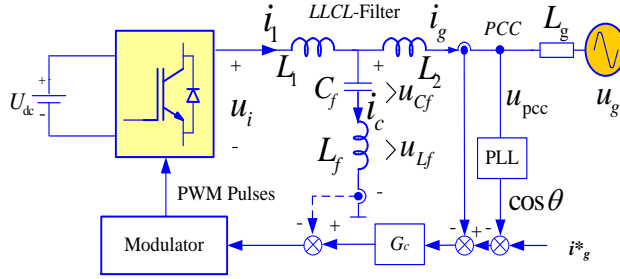 LLCL-Filter
i1
ig
PCC
Lg
L1
L2
+
+
+
Udc
-
ui
-
Cf
uCf
ic
upcc
ug
Lf
uLf
PLL
PWM Pulses
-
cosθ
Modulator
-
+
Gc
-
+
-
-
+
i*g